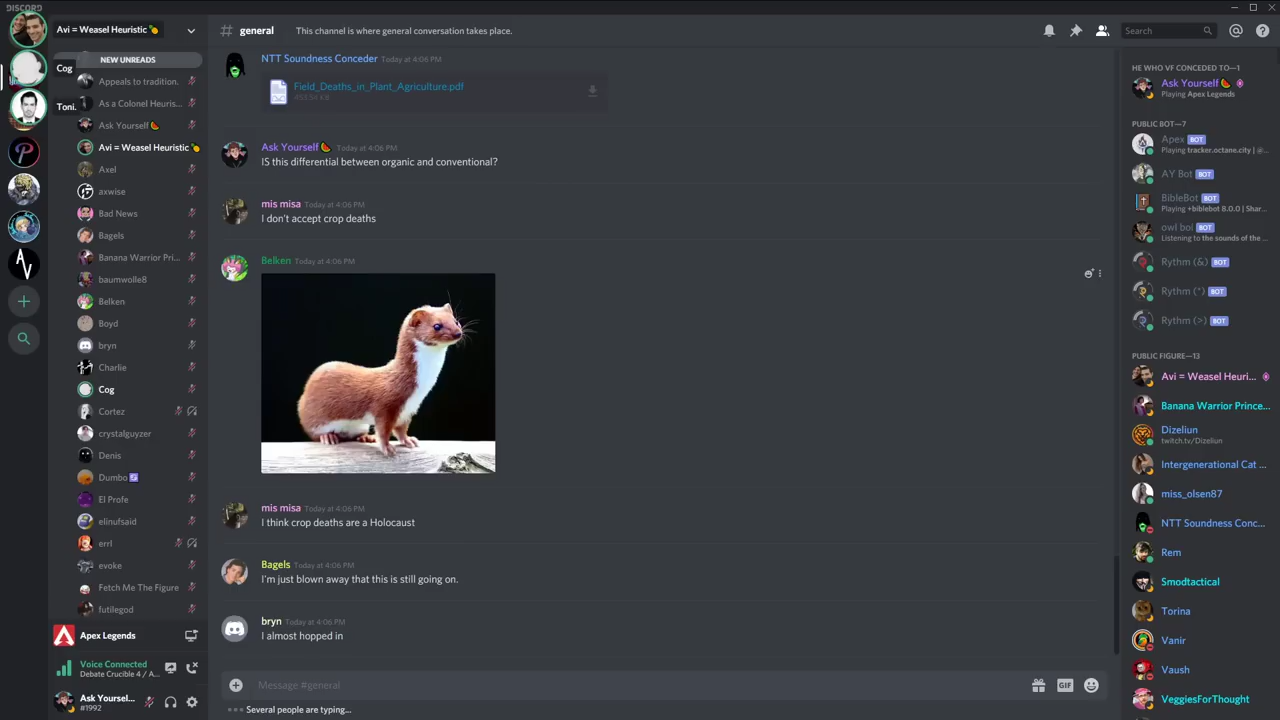 DISCORD
Avi = Weasel Heuristic
Cog
Toni.
NEW UNREADS
Appeals to tradition.
As a Colonel Heuris...
Ask Yourself
Avi = Weasel Heuristic
Axel
axwise
Bad News
Bagels
Banana Warrior Pri...
baumwolle8
Belken
Boyd
bryn
Charlie
Cog
Cortez
crystalguyzer
Denis
Dumbo
El Profe
elinufsaid
errl
evoke
Fetch Me The Figure
futilegod
Apex Legends
Voice Connected
Debate Crucible 4 / A...
Ask Yoursel...
#1992
# general
This channel is where general conversation takes place.
Search
NTT Soundness Conceder Today at 4:06 PM
Field_Deaths_in_Plant_Agriculture.pdf
Ask Yourself Today at 4:06 PM
IS this differential between organic and conventional?
mis misa Today at 4:06 PM
I don't accept crop deaths
Belken Today at 4:06 PM
mis misa Today at 4:06 PM
I think crop deaths are a Holocaust
Bagels Today at 4:06 PM
I'm just blown away that this is still going on.
bryn Today at 4:06 PM
I almost hopped in
Message #general
GIF
Several people are typing...
HE WHO VF CONCEDED TO—1
Ask Yourself
Playing Apex Legends
PUBLIC BOT—7
Apex BOT
Playing tracker.octane.city | @...
AY Bot BOT
BibleBot BOT
Playing +biblebot 8.0.0 | Shar...
owl boi BOT
Listening to the sounds of the ...
Rythm (&) BOT
Rythm (*) BOT
Rythm (>) BOT
PUBLIC FIGURE—13
Avi = Weasel Heuri...
Banana Warrior Prince...
Dizeliun
twitch.tv/Dizeliun
Intergenerational Cat ...
miss_olsen87
NTT Soundness Conc...
Rem
Smodtactical
Torina
Vanir
Vaush
VeggiesForThought